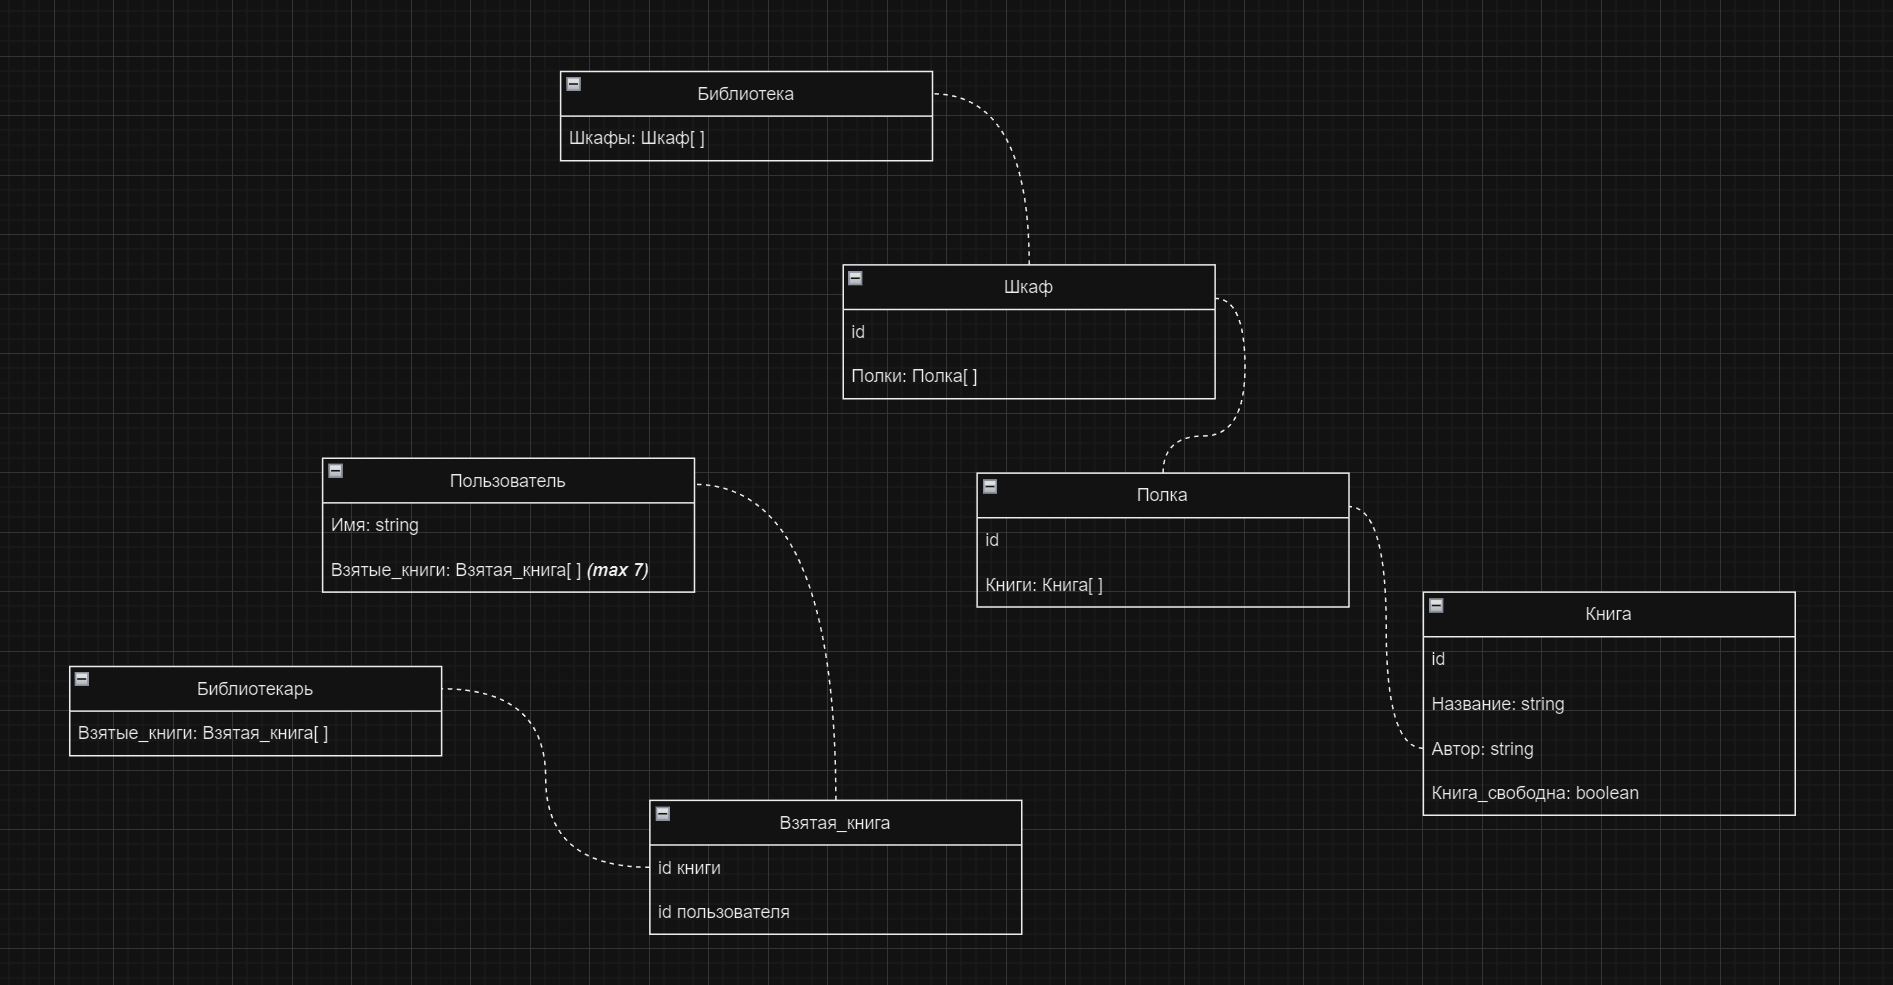 Библиотека
Шкафы: Шкаф[ ]
Шкаф
id
Полки: Полка[ ]
Пользователь
Имя: string
Взятые_книги: Взятая_книга[ ] (max 7)
Полка
id
Книги: Книга[ ]
Книга
id
Название: string
Автор: string
Книга_свободна: boolean
Библиотекарь
Взятые_книги: Взятая_книга[ ]
Взятая_книга
id книги
id пользователя